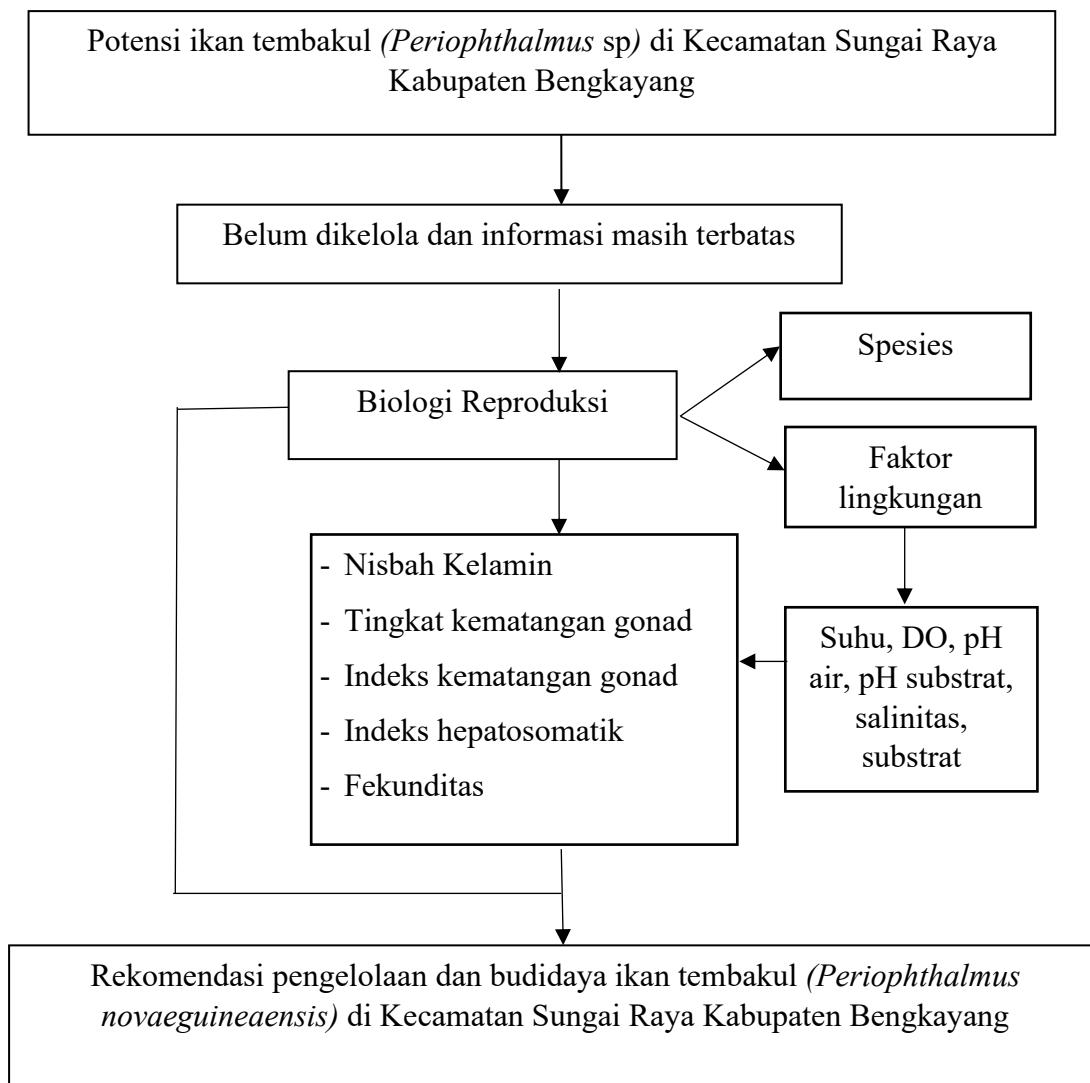 Potensi ikan tembakul (Periophthalmus sp) di Kecamatan Sungai Raya
Kabupaten Bengkayang
Belum dikelola dan informasi masih terbatas
Spesies
Biologi Reproduksi
Faktor
lingkungan
- Nisbah Kelamin
- Tingkat kematangan gonad
- Indeks kematangan gonad
- Indeks hepatosomatik
- Fekunditas
Suhu, DO, pH
air, pH substrat,
salinitas,
substrat
Rekomendasi pengelolaan dan budidaya ikan tembakul (Periophthalmus
novaeguineaensis) di Kecamatan Sungai Raya Kabupaten Bengkayang